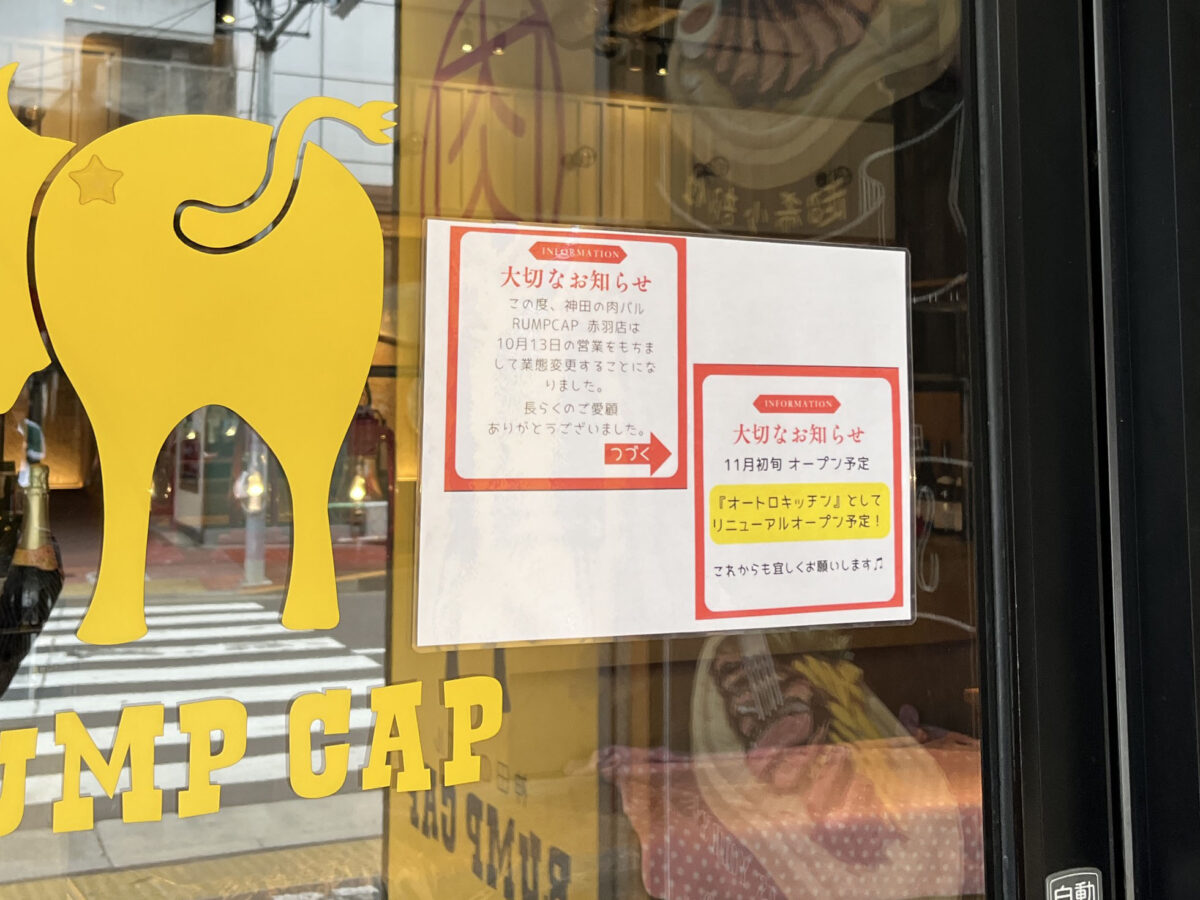 INFORMATION
大切なお知らせ
この度、神田の肉バル
RUMPCAP 赤羽店は
10月13日の営業をもちま
して業態変更することにな
りました。
長らくのご愛顧
ありがとうございました。
つづく
INFORMATION
大切なお知らせ
11月初旬 オープン予定
『オートロキッチン』として
リニューアルオープン予定！
これからも宜しくお願いします♫
UMP CAP
肉
RUMP CAP
自動